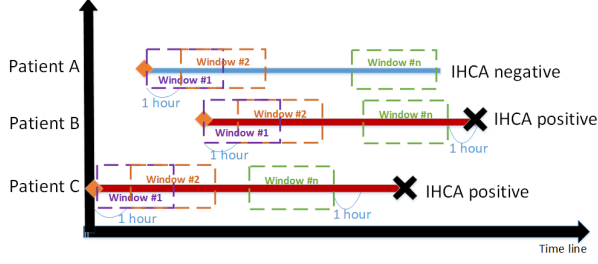 Window #2
Window #n
Patient A
Window #1
IHCA negative
1 hour
Window #2
Window #n
Patient B
IHCA positive
Window #1
1 hour
1 hour
Window #2
Window #n
Patient C
IHCA positive
Window #1
1 hour
1 hour
Time line